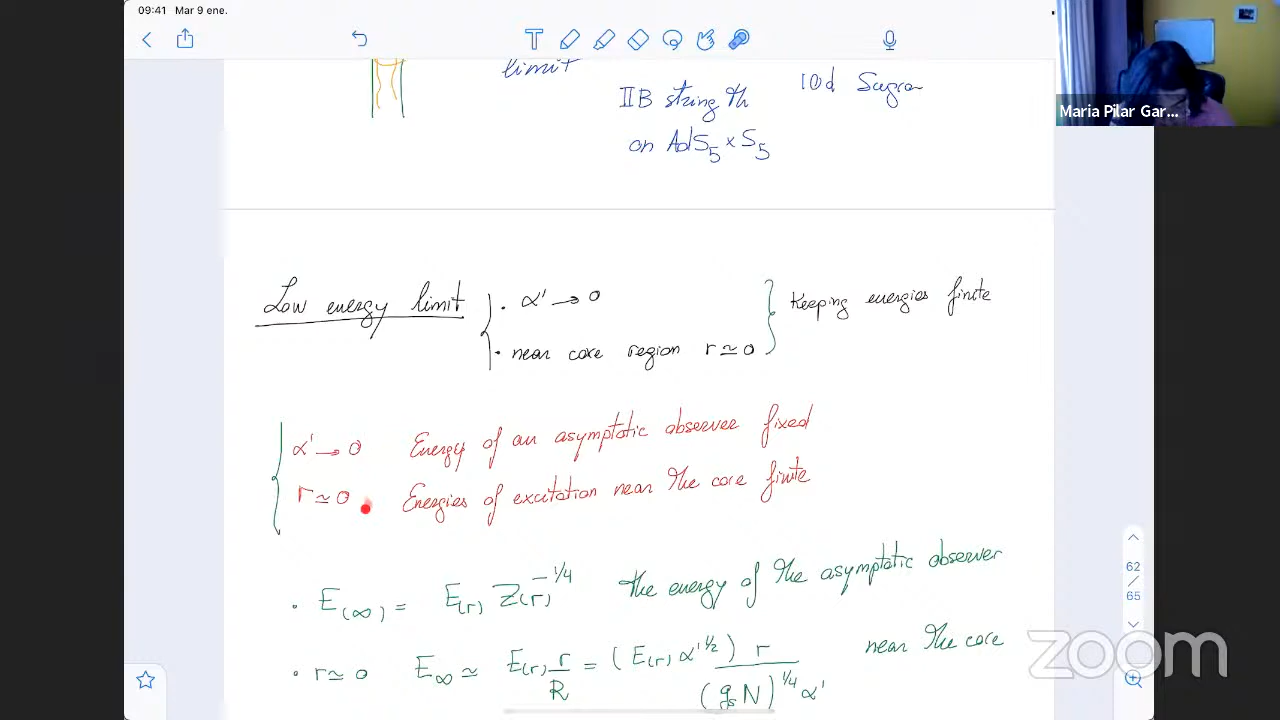 09:41 Mar 9 ene.
Maria Pilar Gar...
limit
10d Sugra
IIB string th
on AdS₅ × S₅
Low energy limit { · α' → 0 } Keeping energies finite
· near core region r ≃ 0
{ α' → 0 Energy of an asymptotic observer fixed
r ≃ 0 Energies of excitation near the core finite
· E(∞) = E(r) Z(r)^-1/4 the energy of the asymptotic observer
· r ≃ 0 E∞ ≃ E(r) r/R = (E(r) α'^1/2) r/((gₛN)^1/4 α') near the core
62
/
65
zoom